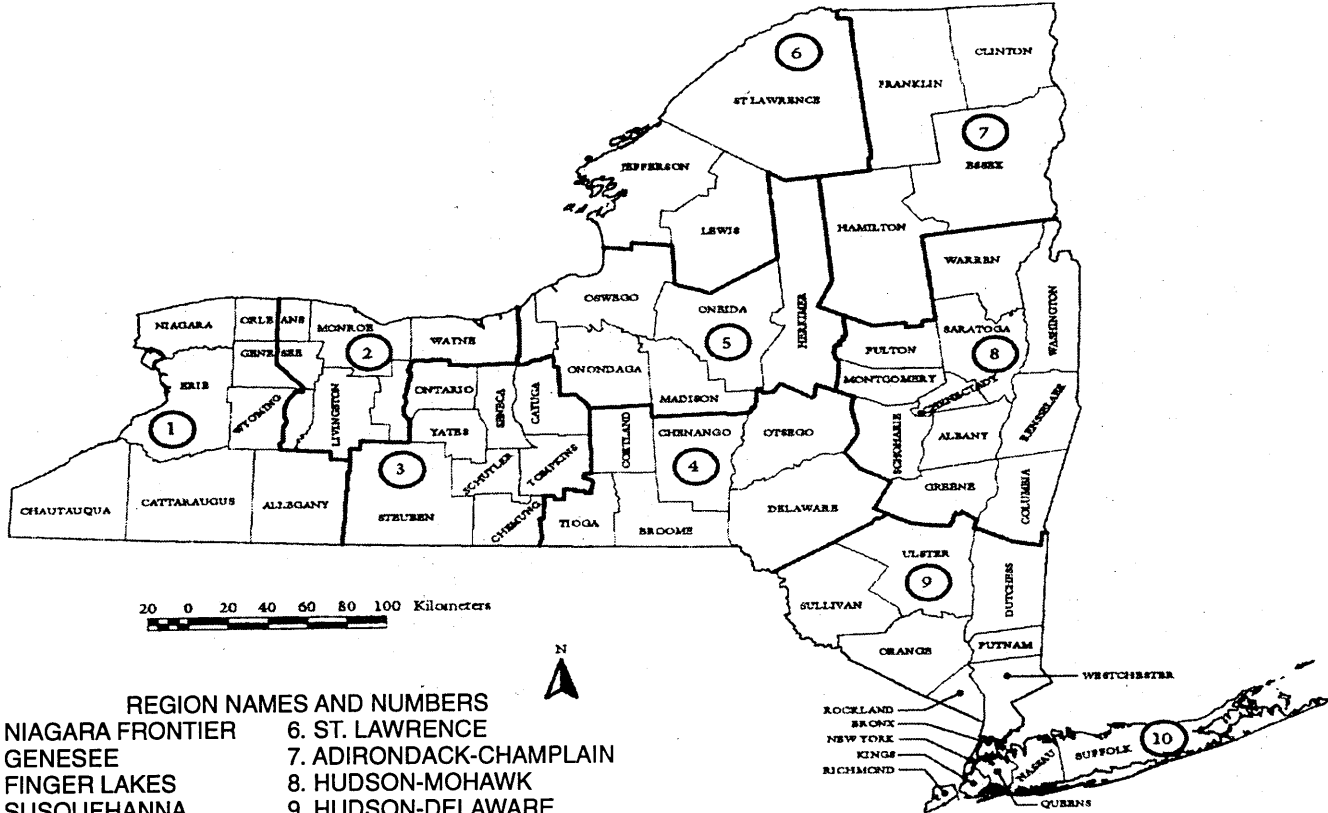 6
CLINTON
FRANKLIN
ST LAWRENCE
7
ESSEX
JEFFERSON
LEWIS
HAMILTON
WARREN
OSWEGO
ONEIDA
HERKIMER
WASHINGTON
NIAGARA
ORLEANS
MONROE
WAYNE
SARATOGA
2
5
8
GENESEE
FULTON
ERIE
ONONDAGA
MONTGOMERY
ONTARIO
SENECA
CAYUGA
MADISON
SCHENECTADY
WYOMING
LIVINGSTON
RENSSELAER
1
YATES
CORTLAND
CHENANGO
OTSEGO
SCHOHARIE
ALBANY
3
SCHUYLER
TOMPKINS
4
GREENE
COLUMBIA
CHAUTAUQUA
CATTARAUGUS
ALLEGANY
STEUBEN
CHEMUNG
TIOGA
BROOME
DELAWARE
ULSTER
9
DUTCHESS
SULLIVAN
20 0 20 40 60 80 100 Kilometers
ORANGE
PUTNAM
N
WESTCHESTER
ROCKLAND
BRONX
NEW YORK
KINGS
RICHMOND
NASSAU
SUFFOLK
10
QUEENS
REGION NAMES AND NUMBERS
NIAGARA FRONTIER 6. ST. LAWRENCE
GENESEE 7. ADIRONDACK-CHAMPLAIN
FINGER LAKES 8. HUDSON-MOHAWK
SUSQUEHANNA 9. HUDSON-DELAWARE